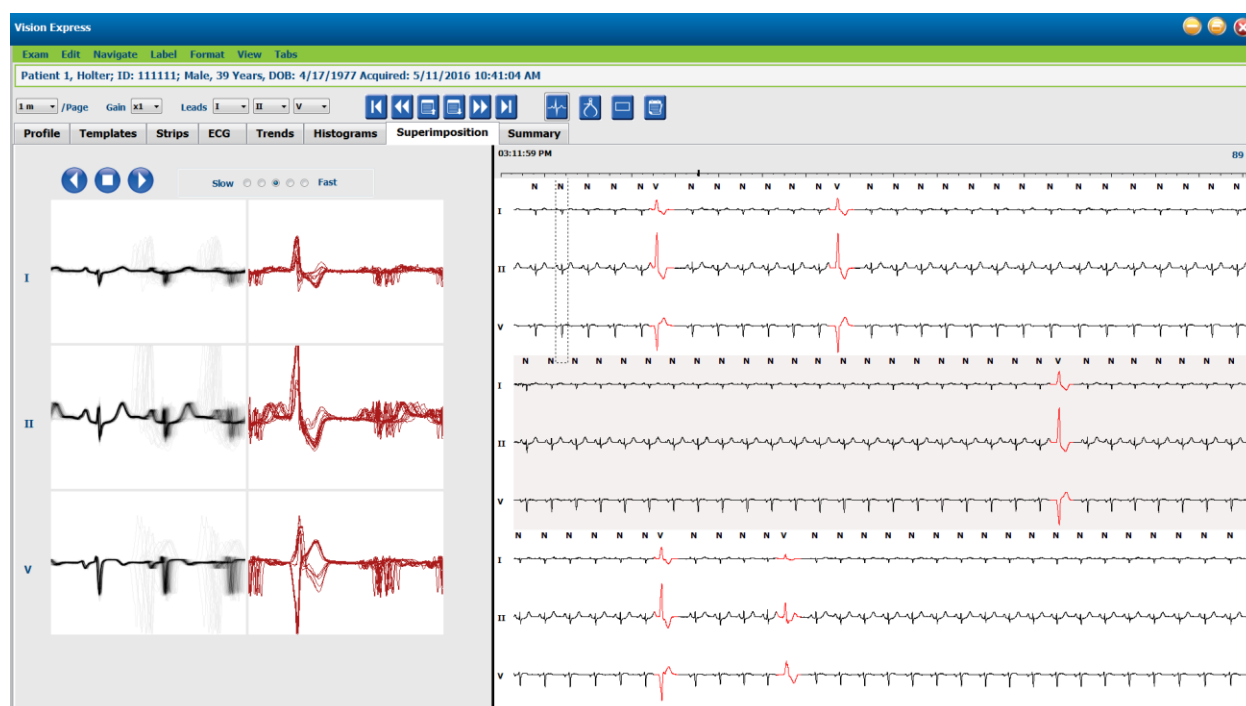 Vision Express
Exam Edit Navigate Label Format View Tabs
Patient 1, Holter; ID: 111111; Male, 39 Years, DOB: 4/17/1977 Acquired: 5/11/2016 10:41:04 AM
1 m /Page Gain x1 Leads I II V
Profile Templates Strips ECG Trends Histograms Superimposition Summary
03:11:59 PM 89
Slow Fast
I
II
V
N N N N N V N N N N N N V N N N N N N N N N N N N N N N
I
II
V
N N N N N N N N N N N N N N N N N N N N N N V N N N N N N N
I
II
V
N N N N N N V N N N N V N N N N N N N N N N N N N N N N N N
I
II
V